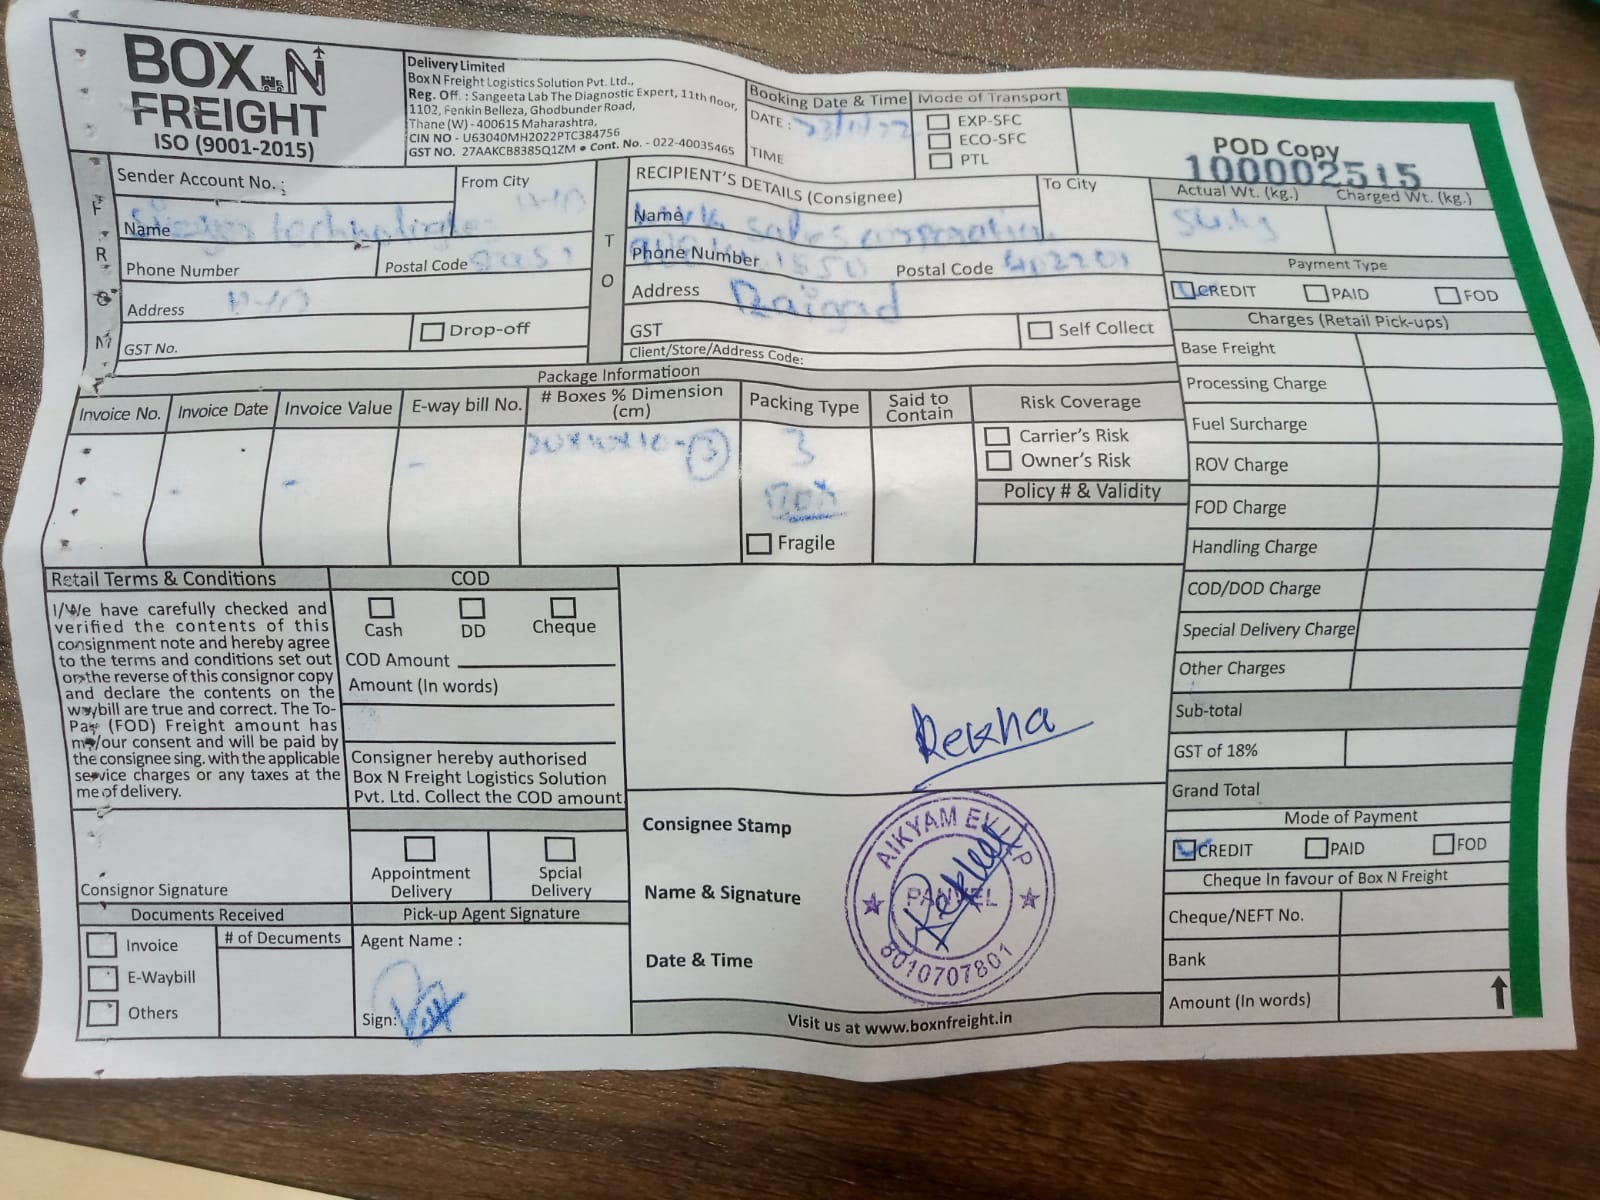 BOX N
FREIGHT
ISO (9001-2015)
Delivery Limited
Box N Freight Logistics Solution Pvt. Ltd.,
Reg. Off. : Sangeeta Lab The Diagnostic Expert, 11th floor,
1102, Fenkin Belleza, Ghodbunder Road,
Thane (W) - 400615 Maharashtra,
CIN NO - U63040MH2022PTC384756
GST NO. 27AAKCB8385Q1ZM • Cont. No. - 022-40035465
Booking Date & Time
DATE :
TIME
Mode of Transport
EXP-SFC
ECO-SFC
PTL
POD Copy
100002515
FROM
Sender Account No. :
From City
Name technologies
Phone Number
Postal Code
Address
GST No.
Drop-off
TO
RECIPIENT'S DETAILS (Consignee)
To City
Name sales corporation
Phone Number
Postal Code 402201
Address Raigad
GST
Self Collect
Client/Store/Address Code:
Actual Wt. (kg.) Charged Wt. (kg.)
Payment Type
CREDIT PAID FOD
Charges (Retail Pick-ups)
Base Freight
Processing Charge
Fuel Surcharge
ROV Charge
FOD Charge
Handling Charge
COD/DOD Charge
Special Delivery Charge
Other Charges
Sub-total
GST of 18%
Grand Total
Mode of Payment
CREDIT PAID FOD
Cheque In favour of Box N Freight
Cheque/NEFT No.
Bank
Amount (In words)
Package Informatioon
Invoice No. Invoice Date Invoice Value E-way bill No. # Boxes % Dimension (cm) Packing Type Said to Contain Risk Coverage
3
3
Box
Fragile
Carrier's Risk
Owner's Risk
Policy # & Validity
Retail Terms & Conditions
I/We have carefully checked and
verified the contents of this
consignment note and hereby agree
to the terms and conditions set out
on the reverse of this consignor copy
and declare the contents on the
waybill are true and correct. The To-
Pay (FOD) Freight amount has
my/our consent and will be paid by
the consignee sing. with the applicable
service charges or any taxes at the
me of delivery.
Consignor Signature
COD
Cash DD Cheque
COD Amount
Amount (In words)
Consigner hereby authorised
Box N Freight Logistics Solution
Pvt. Ltd. Collect the COD amount
Appointment Delivery
Spcial Delivery
Documents Received
Invoice
E-Waybill
Others
# of Documents
Pick-up Agent Signature
Agent Name :
Sign:
Rekha
Consignee Stamp
Name & Signature
Date & Time
AIKYAM EV LLP
PANVEL
8010707801
Visit us at www.boxnfreight.in